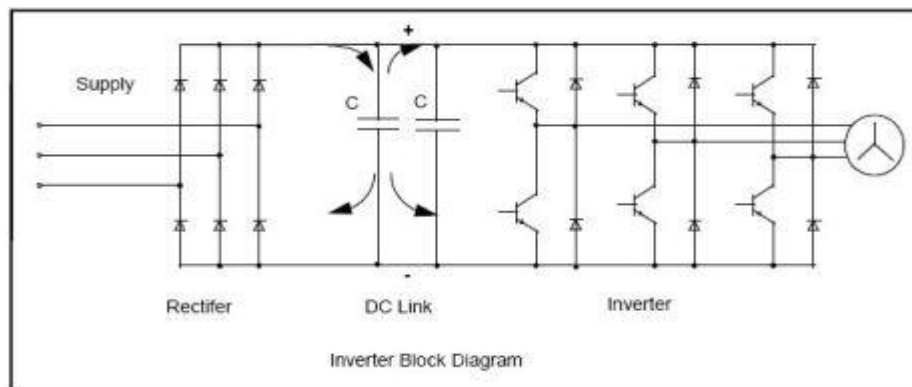 +
Supply
C
C
-
Rectifer
DC Link
Inverter
Inverter Block Diagram